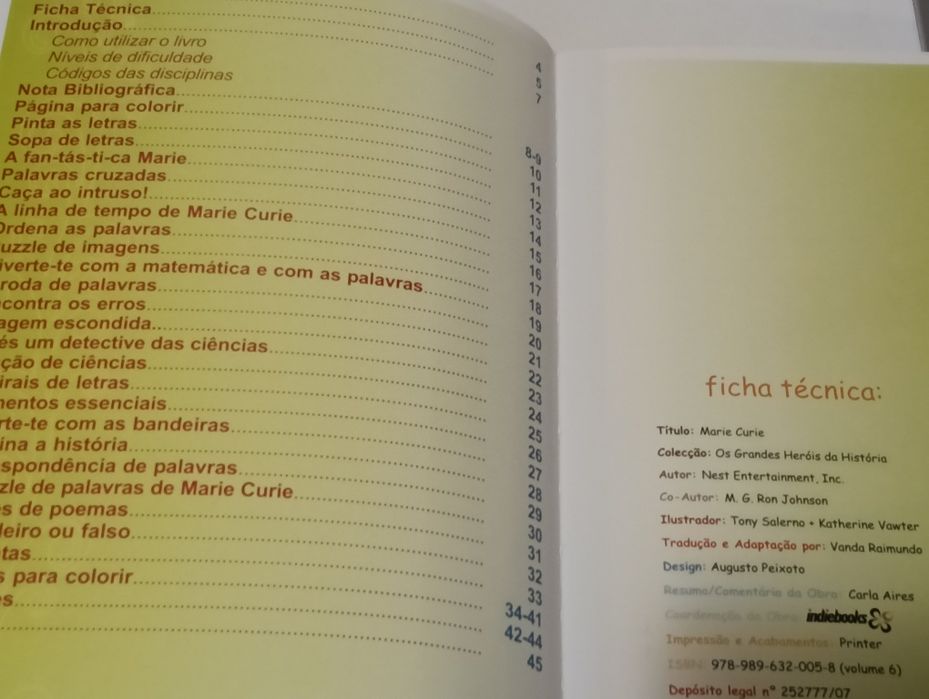 Ficha Técnica
Introdução
Como utilizar o livro
Níveis de dificuldade
Códigos das disciplinas
Nota Bibliográfica
Página para colorir
Pinta as letras
Sopa de letras
A fan-tás-ti-ca Marie
Palavras cruzadas
Caça ao intruso!
A linha de tempo de Marie Curie
Ordena as palavras
uzzle de imagens
iverte-te com a matemática e com as palavras
roda de palavras
contra os erros
agem escondida..
és um detective das ciências
ção de ciências
irais de letras
mentos essenciais
rte-te com as bandeiras
ina a história
spondência de palavras
zle de palavras de Marie Curie
s de poemas
leiro ou falso
tas
s para colorir
es
4
5
7
8-9
10
11
12
13
14
15
16
17
18
19
20
21
22
23
24
25
26
27
28
29
30
31
32
33
34-41
42-44
45
ficha técnica:
Título: Marie Curie
Colecção: Os Grandes Heróis da História
Autor: Nest Entertainment, Inc.
Co-Autor: M. G. Ron Johnson
Ilustrador: Tony Salerno + Katherine Vawter
Tradução e Adaptação por: Vanda Raimundo
Design: Augusto Peixoto
Resumo/Comentário da Obra: Carla Aires
Coordenação da Obra: indiebooks
Impressão e Acabamentos: Printer
ISBN: 978-989-632-005-8 (volume 6)
Depósito legal nº 252777/07